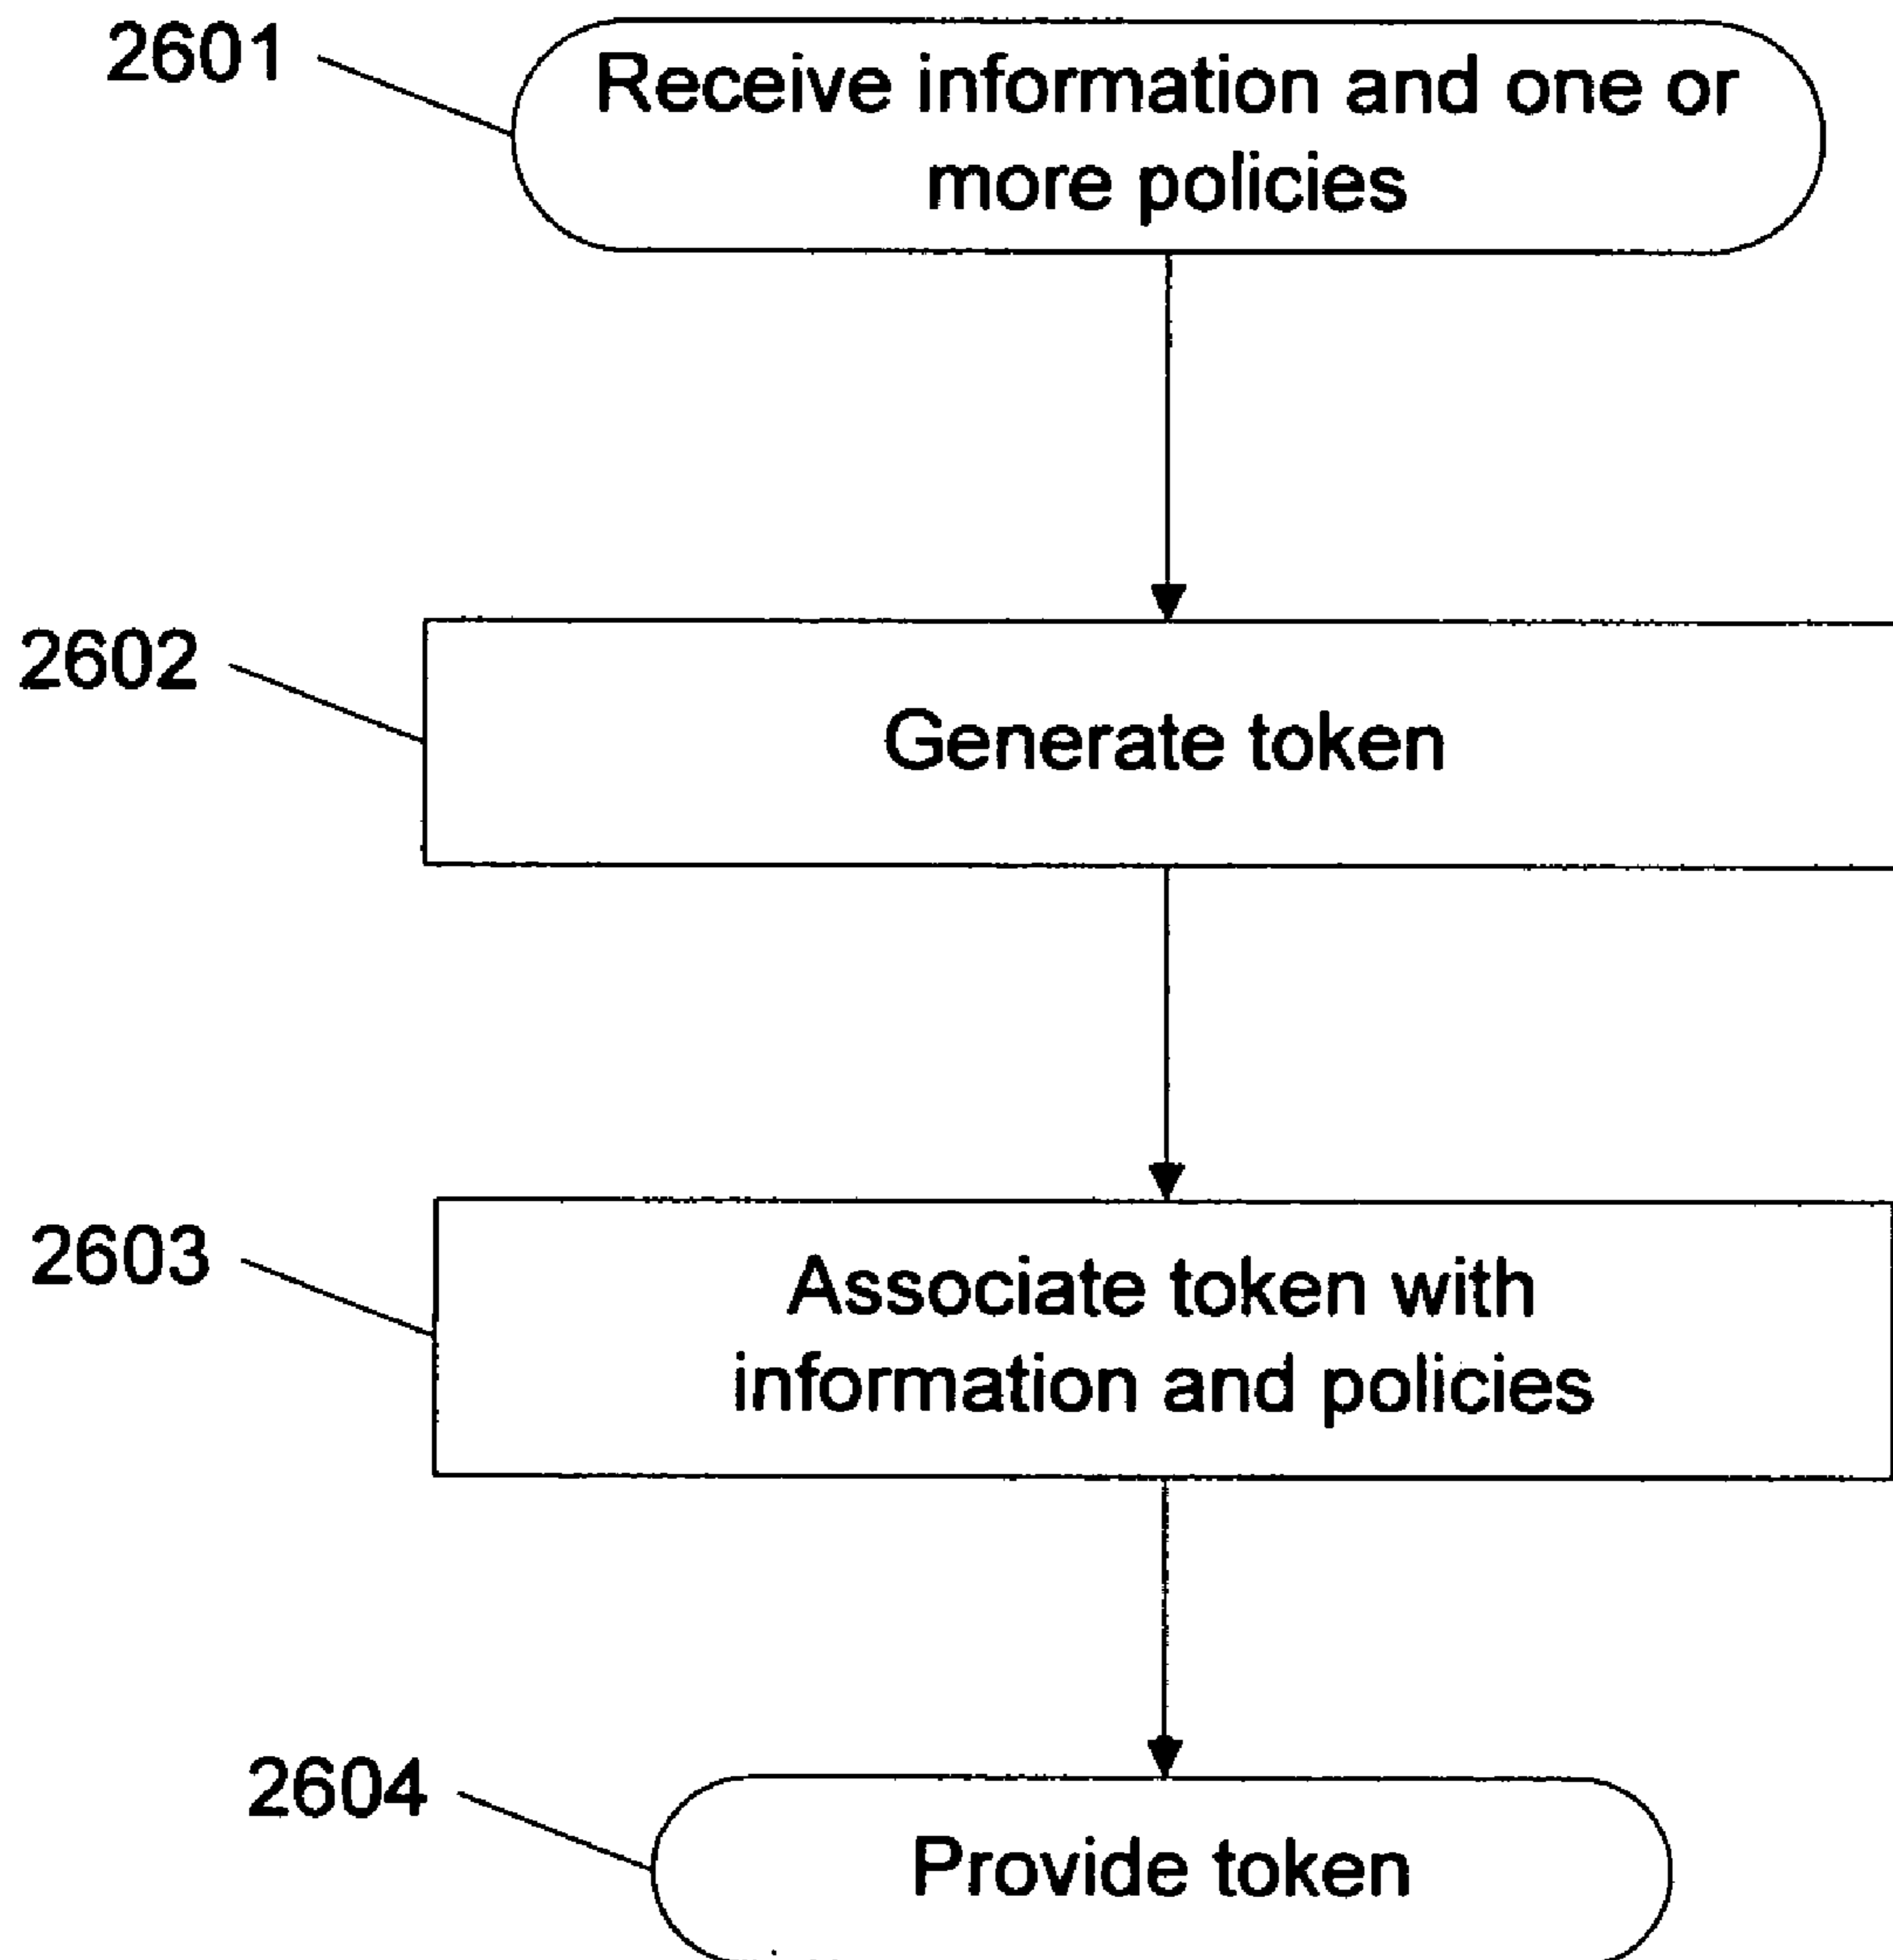 2601
Receive information and one or
more policies
2602
Generate token
2603
Associate token with
information and policies
2604
Provide token